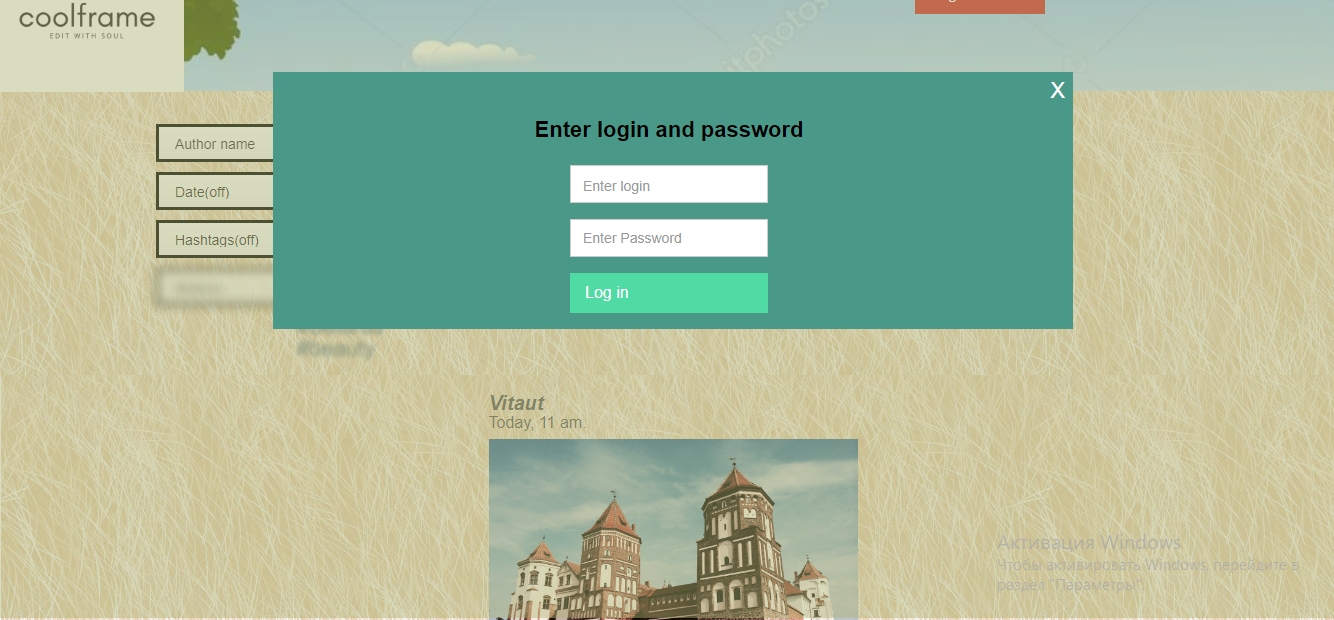 coolframe
EDIT WITH SOUL
X
Enter login and password
Author name
Enter login
Date(off)
Enter Password
Hashtags(off)
Log in
Vitaut
Today, 11 am.
Активация Windows
Чтобы активировать Windows, перейдите в
раздел "Параметры".